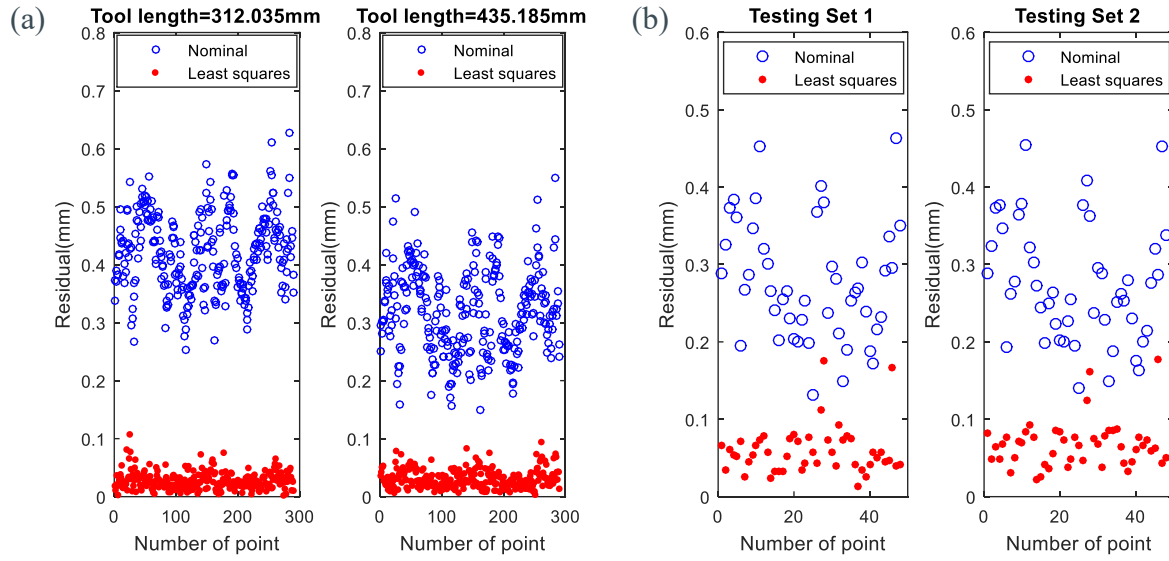 (a)
Tool length=312.035mm
Nominal
Least squares
0.8
0.7
0.6
0.5
0.4
0.3
0.2
0.1
0
Residual(mm)
0 100 200 300
Number of point
Tool length=435.185mm
Nominal
Least squares
0.8
0.7
0.6
0.5
0.4
0.3
0.2
0.1
0
Residual(mm)
0 100 200 300
Number of point
(b)
Testing Set 1
Nominal
Least squares
0.6
0.5
0.4
0.3
0.2
0.1
0
Residual(mm)
0 20 40
Number of point
Testing Set 2
Nominal
Least squares
0.6
0.5
0.4
0.3
0.2
0.1
0
Residual(mm)
0 20 40
Number of point